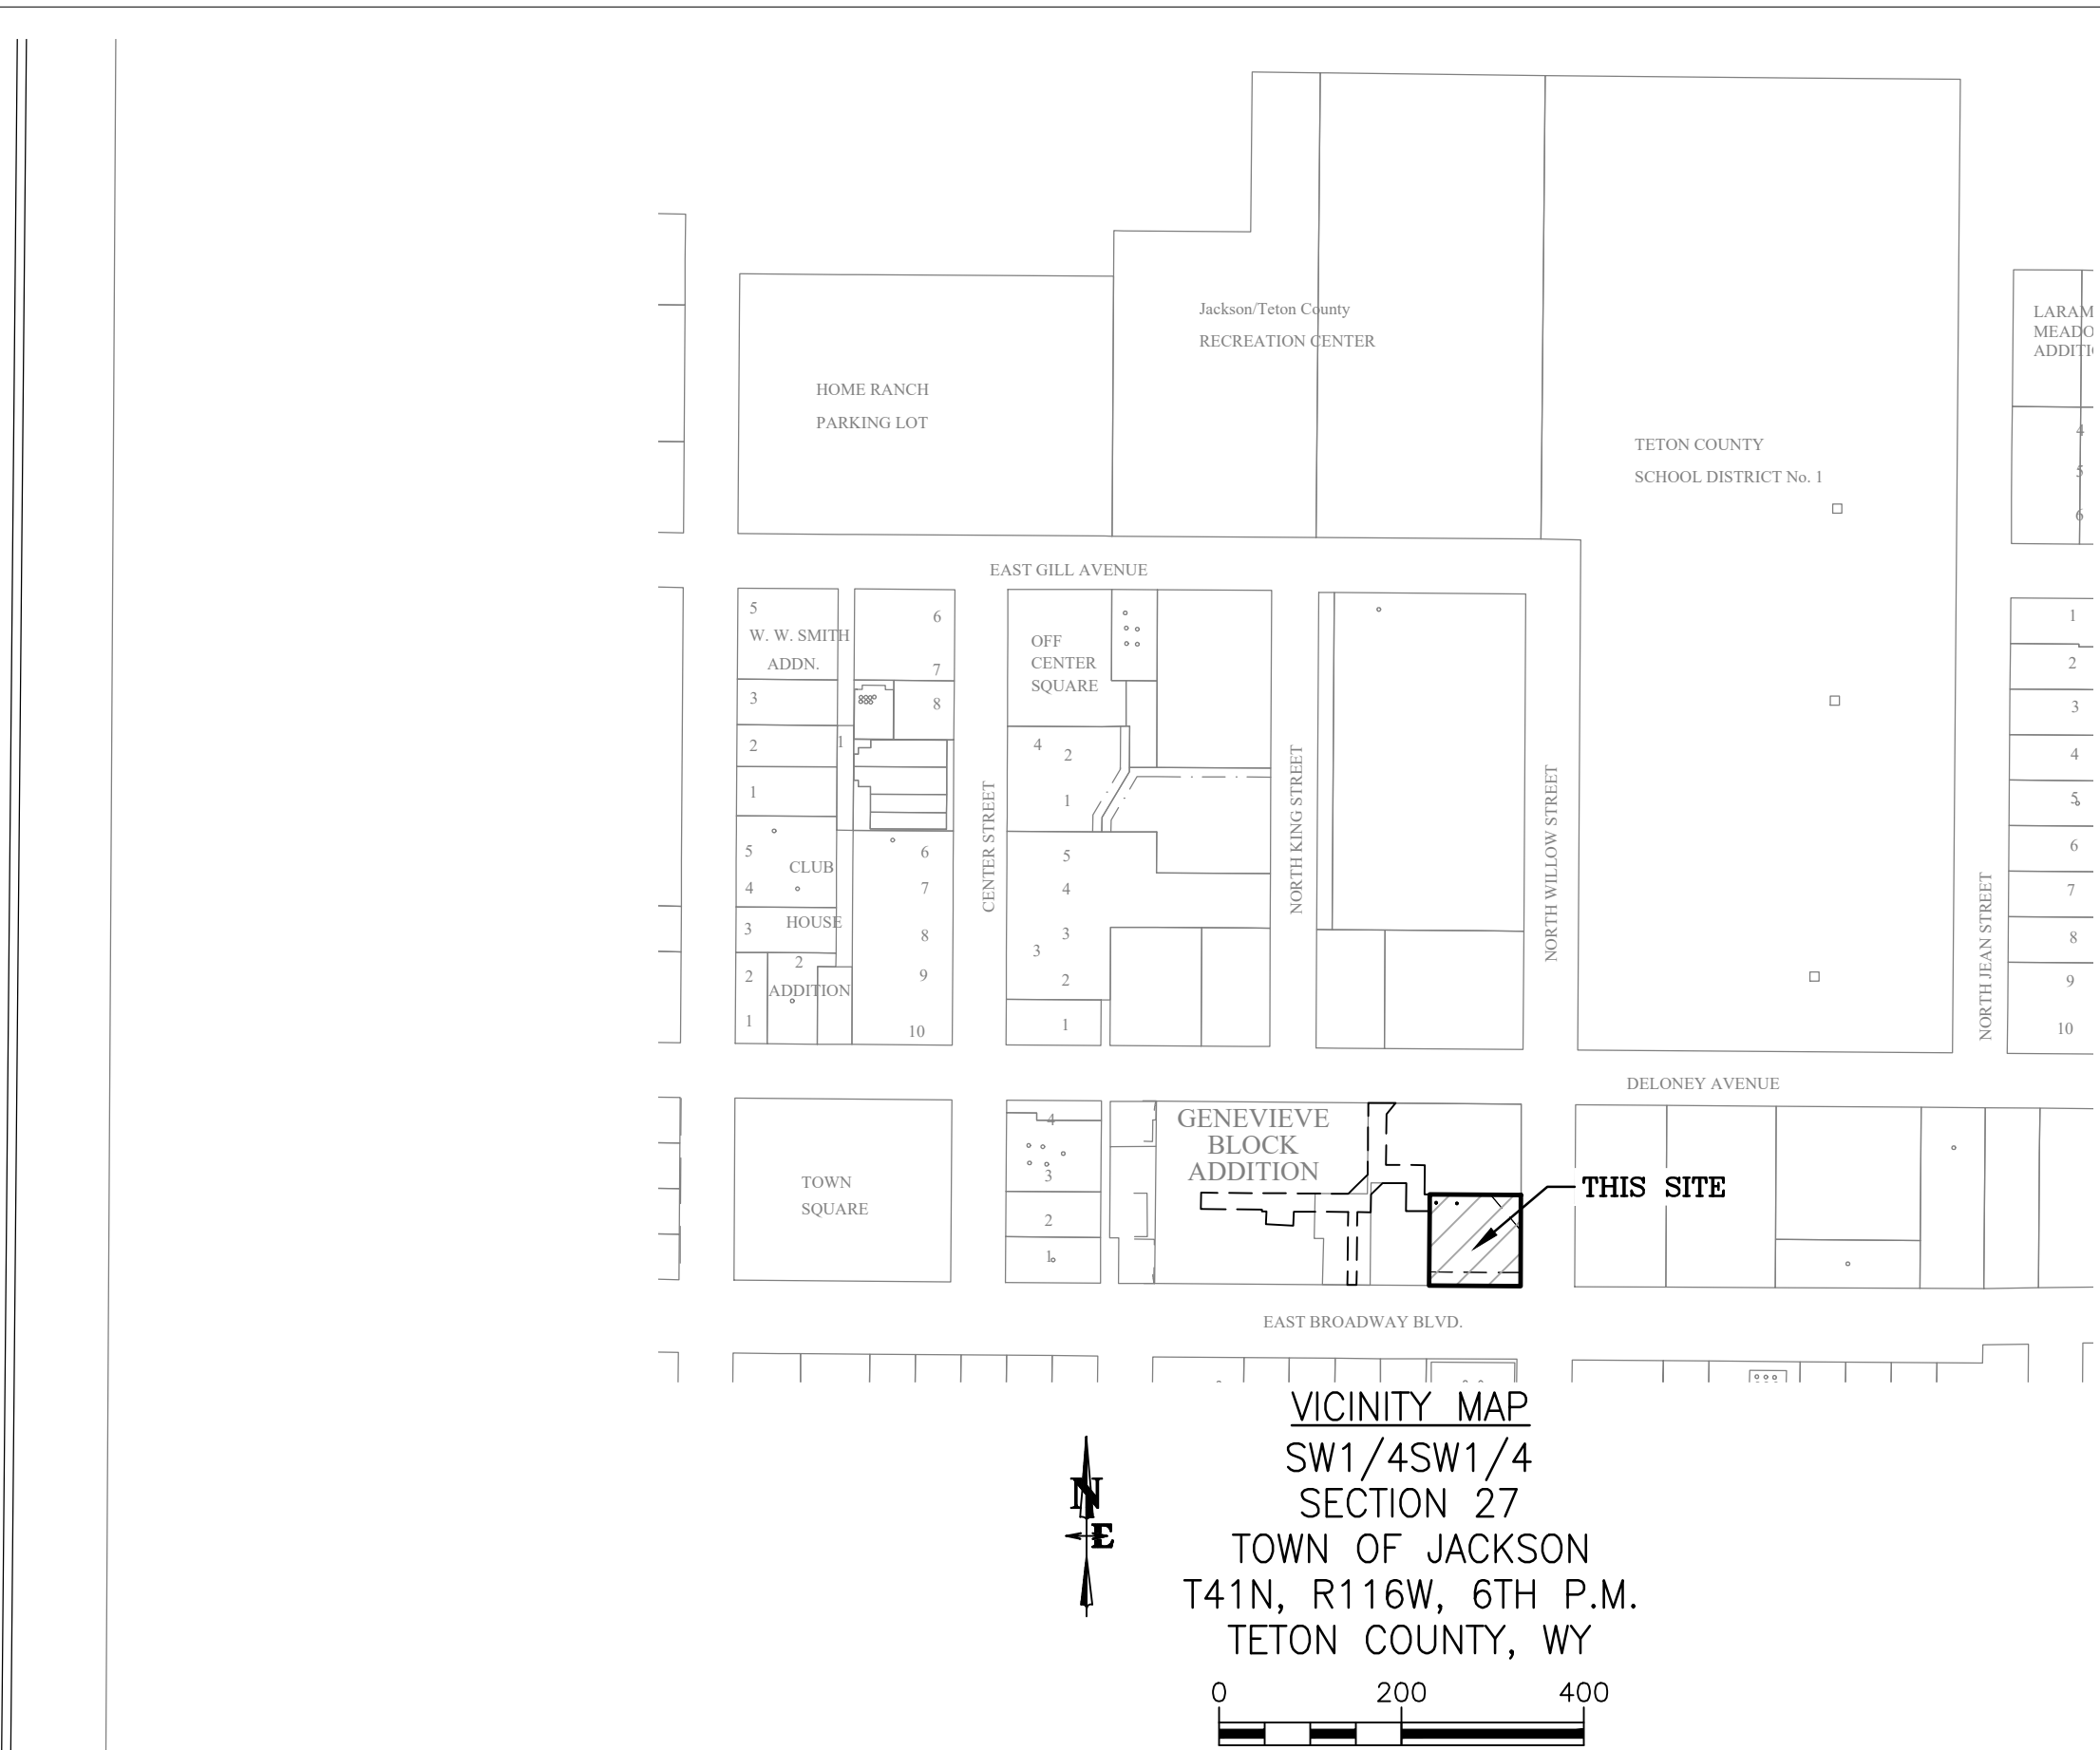 Jackson/Teton County
RECREATION CENTER
HOME RANCH
PARKING LOT
TETON COUNTY
SCHOOL DISTRICT No. 1
4
5
6
EAST GILL AVENUE
5
W. W. SMITH
ADDN.
3
2
1
1
6
7
8
5
CLUB
4
HOUSE
3
2
2
ADDITION
1
6
7
8
9
10
CENTER STREET
OFF
CENTER
SQUARE
4
2
1
5
4
3
3
2
1
NORTH KING STREET
NORTH WILLOW STREET
NORTH JEAN STREET
1
2
3
4
5
6
7
8
9
10
DELONEY AVENUE
TOWN
SQUARE
4
3
2
1
GENEVIEVE
BLOCK
ADDITION
THIS SITE
EAST BROADWAY BLVD.
VICINITY MAP
SW1/4SW1/4
SECTION 27
TOWN OF JACKSON
T41N, R116W, 6TH P.M.
TETON COUNTY, WY
N
E
0 200 400